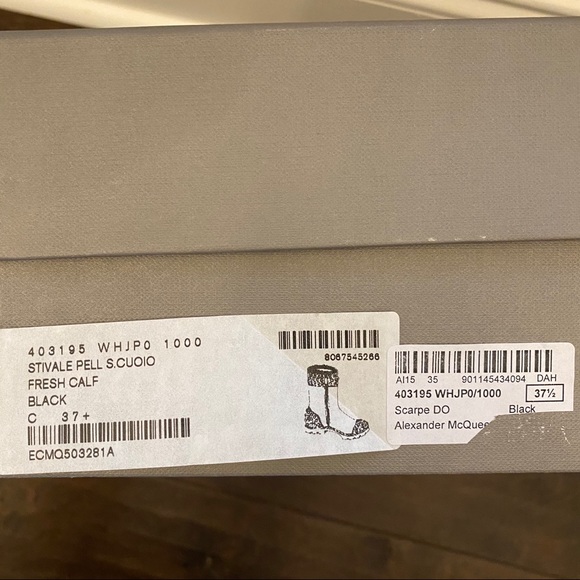 403195 WHJP0 1000
STIVALE PELL S.CUOIO
FRESH CALF
BLACK
C 37+
ECMQ503281A
8067545266
AI15 35 901145434094 DAH
403195 WHJP0/1000 37½
Scarpe DO Black
Alexander